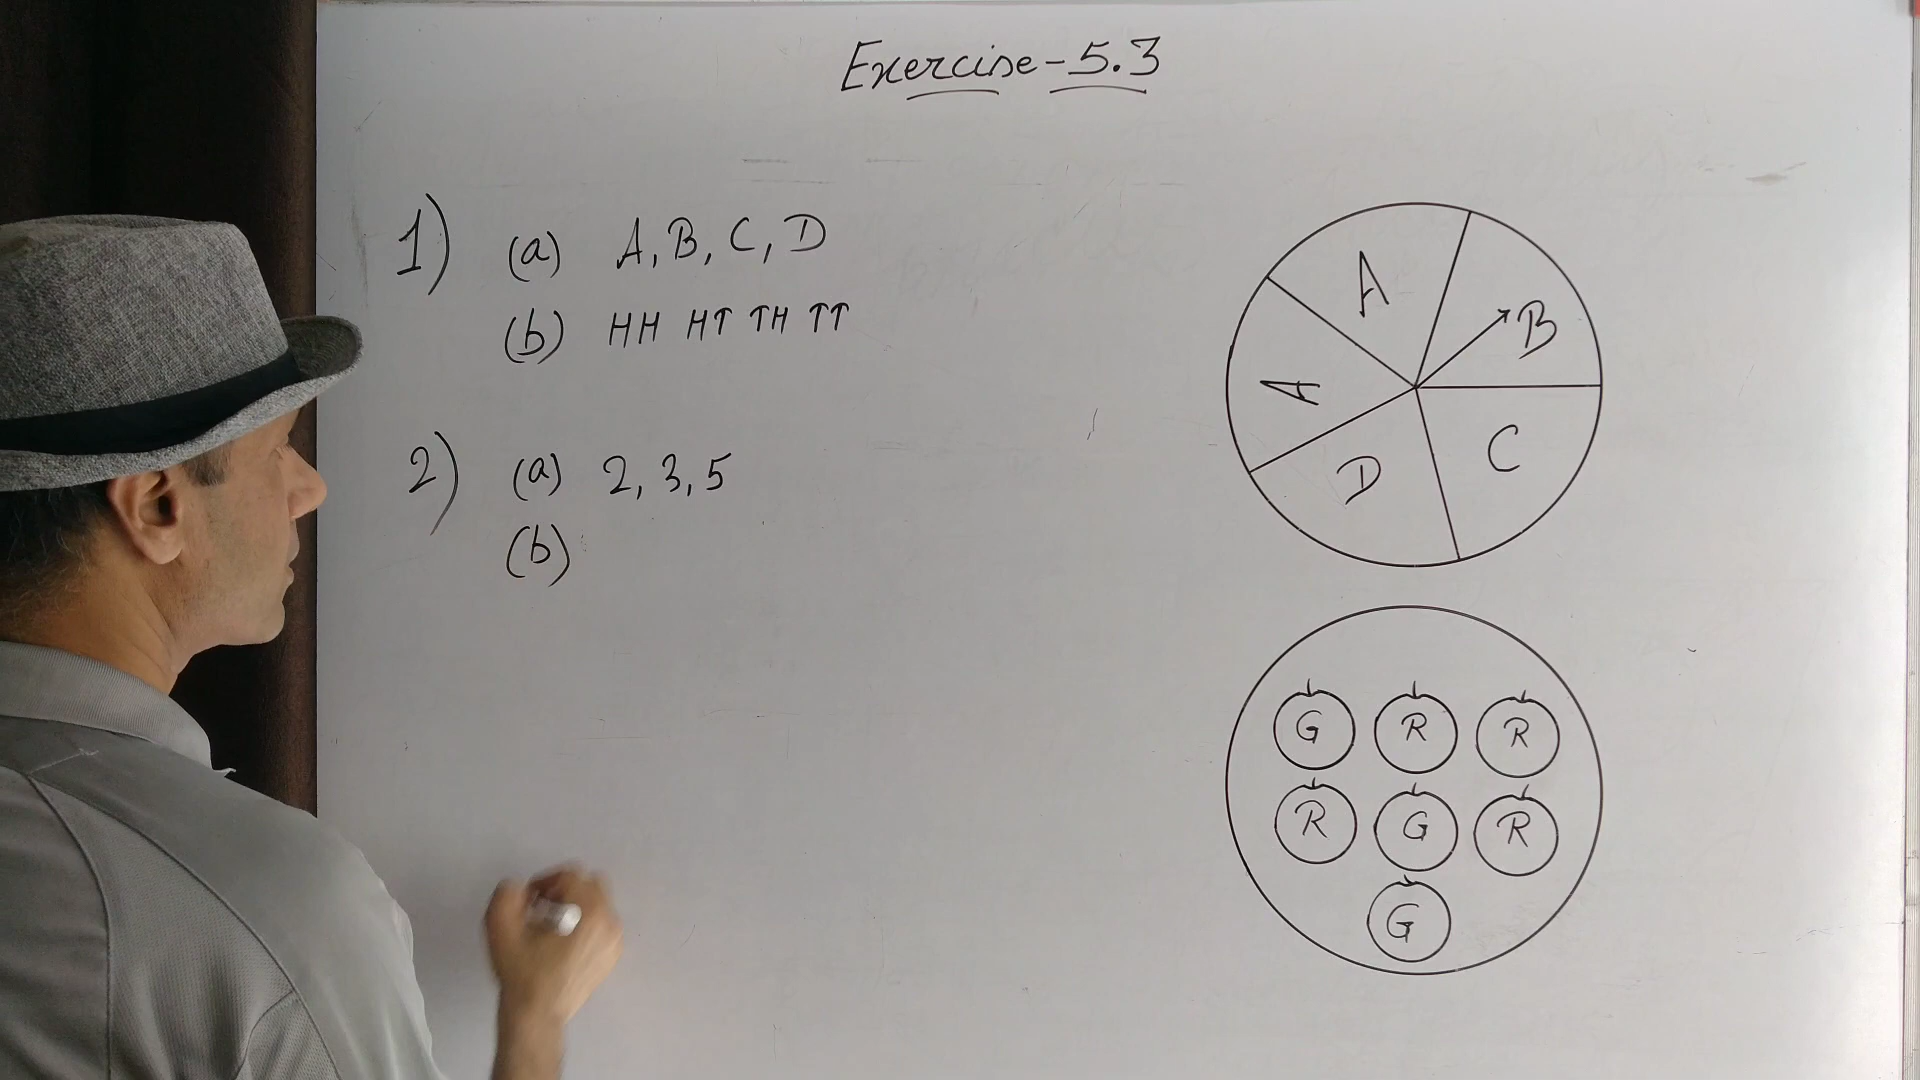 Exercise-5.3
1) (a) A, B, C, D
(b) HH HT TH TT
2) (a) 2, 3, 5
(b)
A
B
A
C
D
G R R
R G R
G